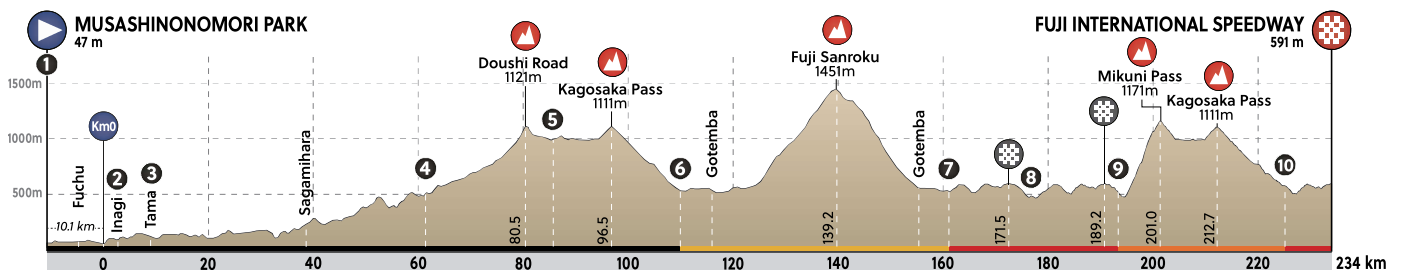 MUSASHINONOMORI PARK
47 m
FUJI INTERNATIONAL SPEEDWAY
591 m
1
1500m
1000m
500m
Km0
Fuchu
10.1 km
2
Inagi
3
Tama
Sagamihara
4
Doushi Road
1121m
80.5
5
Kagosaka Pass
1111m
96.5
6
Gotemba
Fuji Sanroku
1451m
139.2
Gotemba
7
171.5
8
189.2
9
Mikuni Pass
1171m
201.0
Kagosaka Pass
1111m
212.7
10
0 20 40 60 80 100 120 140 160 180 200 220 234 km